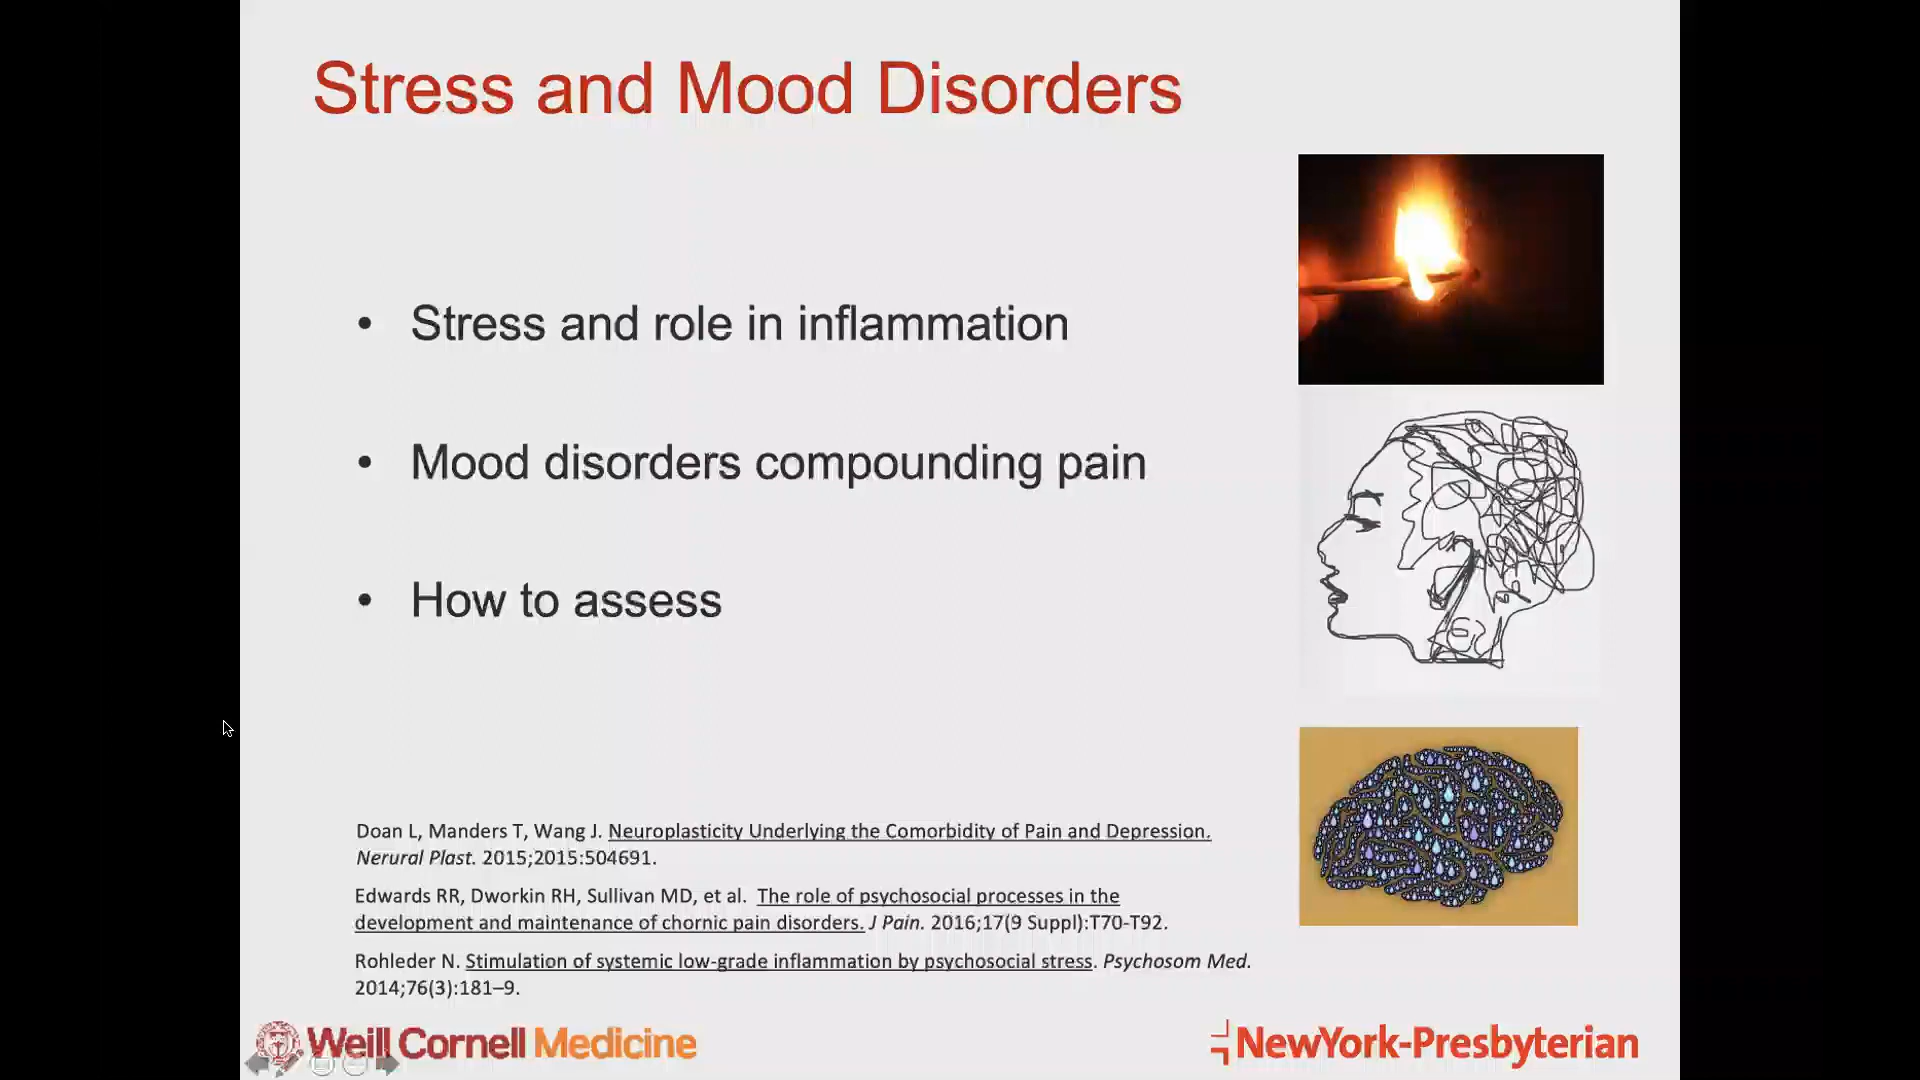 Stress and Mood Disorders
• Stress and role in inflammation
• Mood disorders compounding pain
• How to assess
Doan L, Manders T, Wang J. Neuroplasticity Underlying the Comorbidity of Pain and Depression.
Nerural Plast. 2015;2015:504691.
Edwards RR, Dworkin RH, Sullivan MD, et al. The role of psychosocial processes in the
development and maintenance of chornic pain disorders. J Pain. 2016;17(9 Suppl):T70-T92.
Rohleder N. Stimulation of systemic low-grade inflammation by psychosocial stress. Psychosom Med.
2014;76(3):181–9.
Weill Cornell Medicine
NewYork-Presbyterian